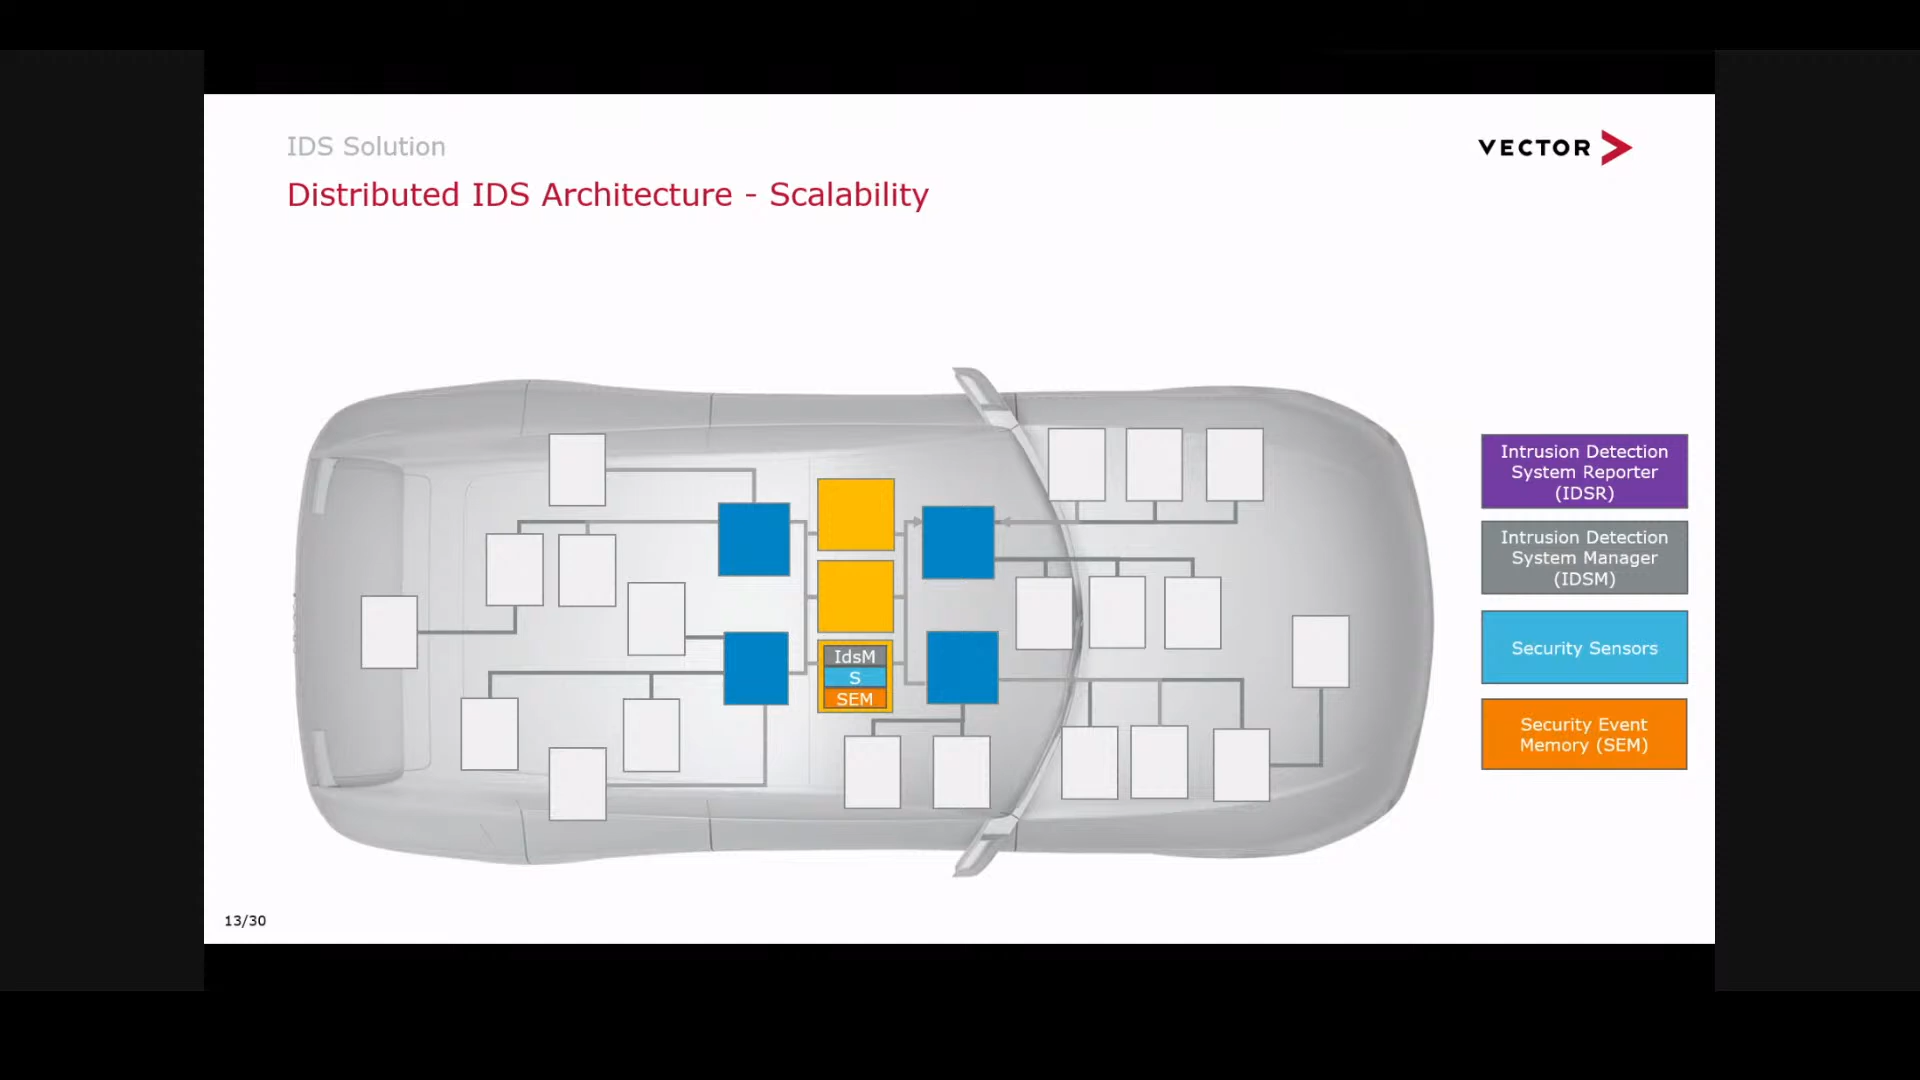 IDS Solution
VECTOR
Distributed IDS Architecture - Scalability
Intrusion Detection
System Reporter
(IDSR)
Intrusion Detection
System Manager
(IDSM)
Security Sensors
IdsM
S
SEM
Security Event
Memory (SEM)
13/30